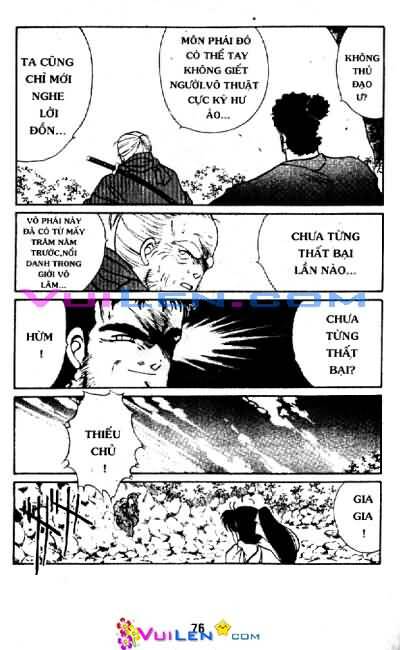 KHÔNG
THỦ
ĐẠO
Ư?
MÔN PHÁI ĐÓ
CÓ THỂ TAY
KHÔNG GIẾT
NGƯỜI.VÕ THUẬT
CỰC KỲ HƯ
ẢO...
TA CŨNG
CHỈ MỚI
NGHE
LỜI
ĐỒN...
CHƯA TỪNG
THẤT BẠI
LẦN NÀO...
VÕ PHÁI NÀY
ĐÃ CÓ TỪ MẤY
TRĂM NĂM
TRƯỚC,NỔI
DANH TRONG
GIỚI VÕ
LÂM...
VUILEN.COM
CHƯA
TỪNG
THẤT
BẠI?
HỪM
!
THIẾU
CHỦ
!
GIA
GIA
!
76
VUILEN.COM